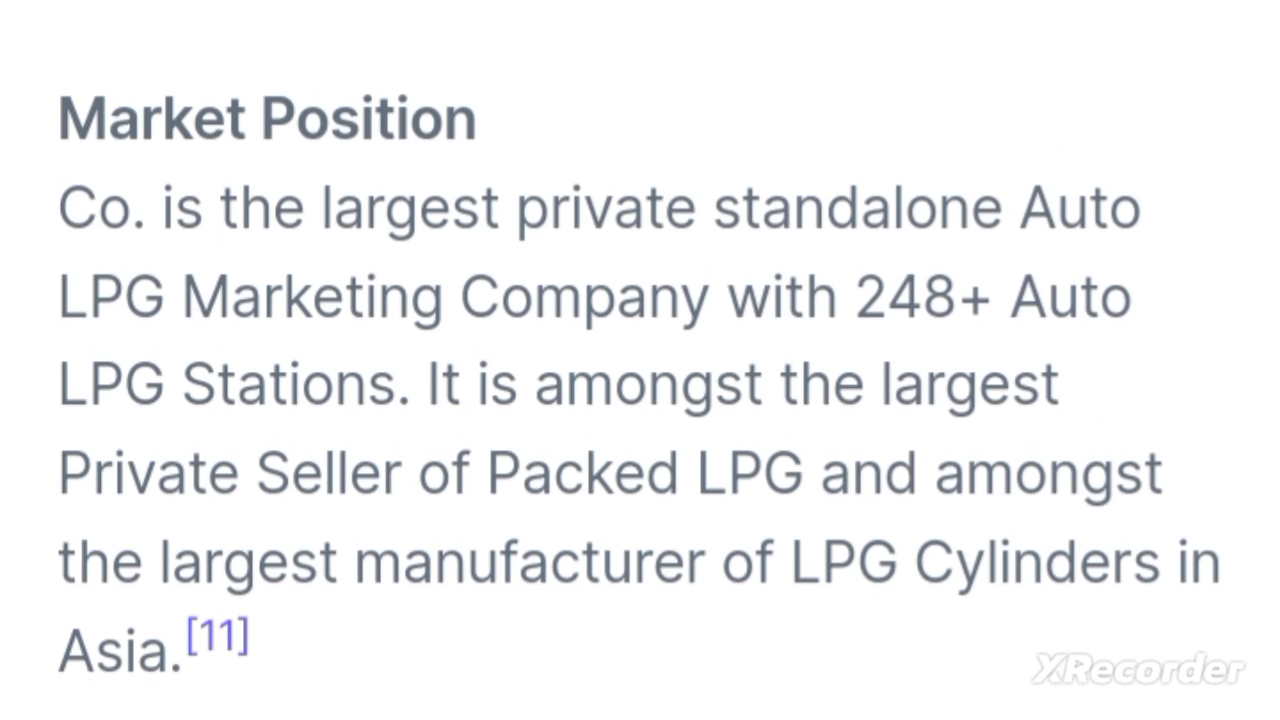 Market Position
Co. is the largest private standalone Auto
LPG Marketing Company with 248+ Auto
LPG Stations. It is amongst the largest
Private Seller of Packed LPG and amongst
the largest manufacturer of LPG Cylinders in
Asia.[11]
XRecorder